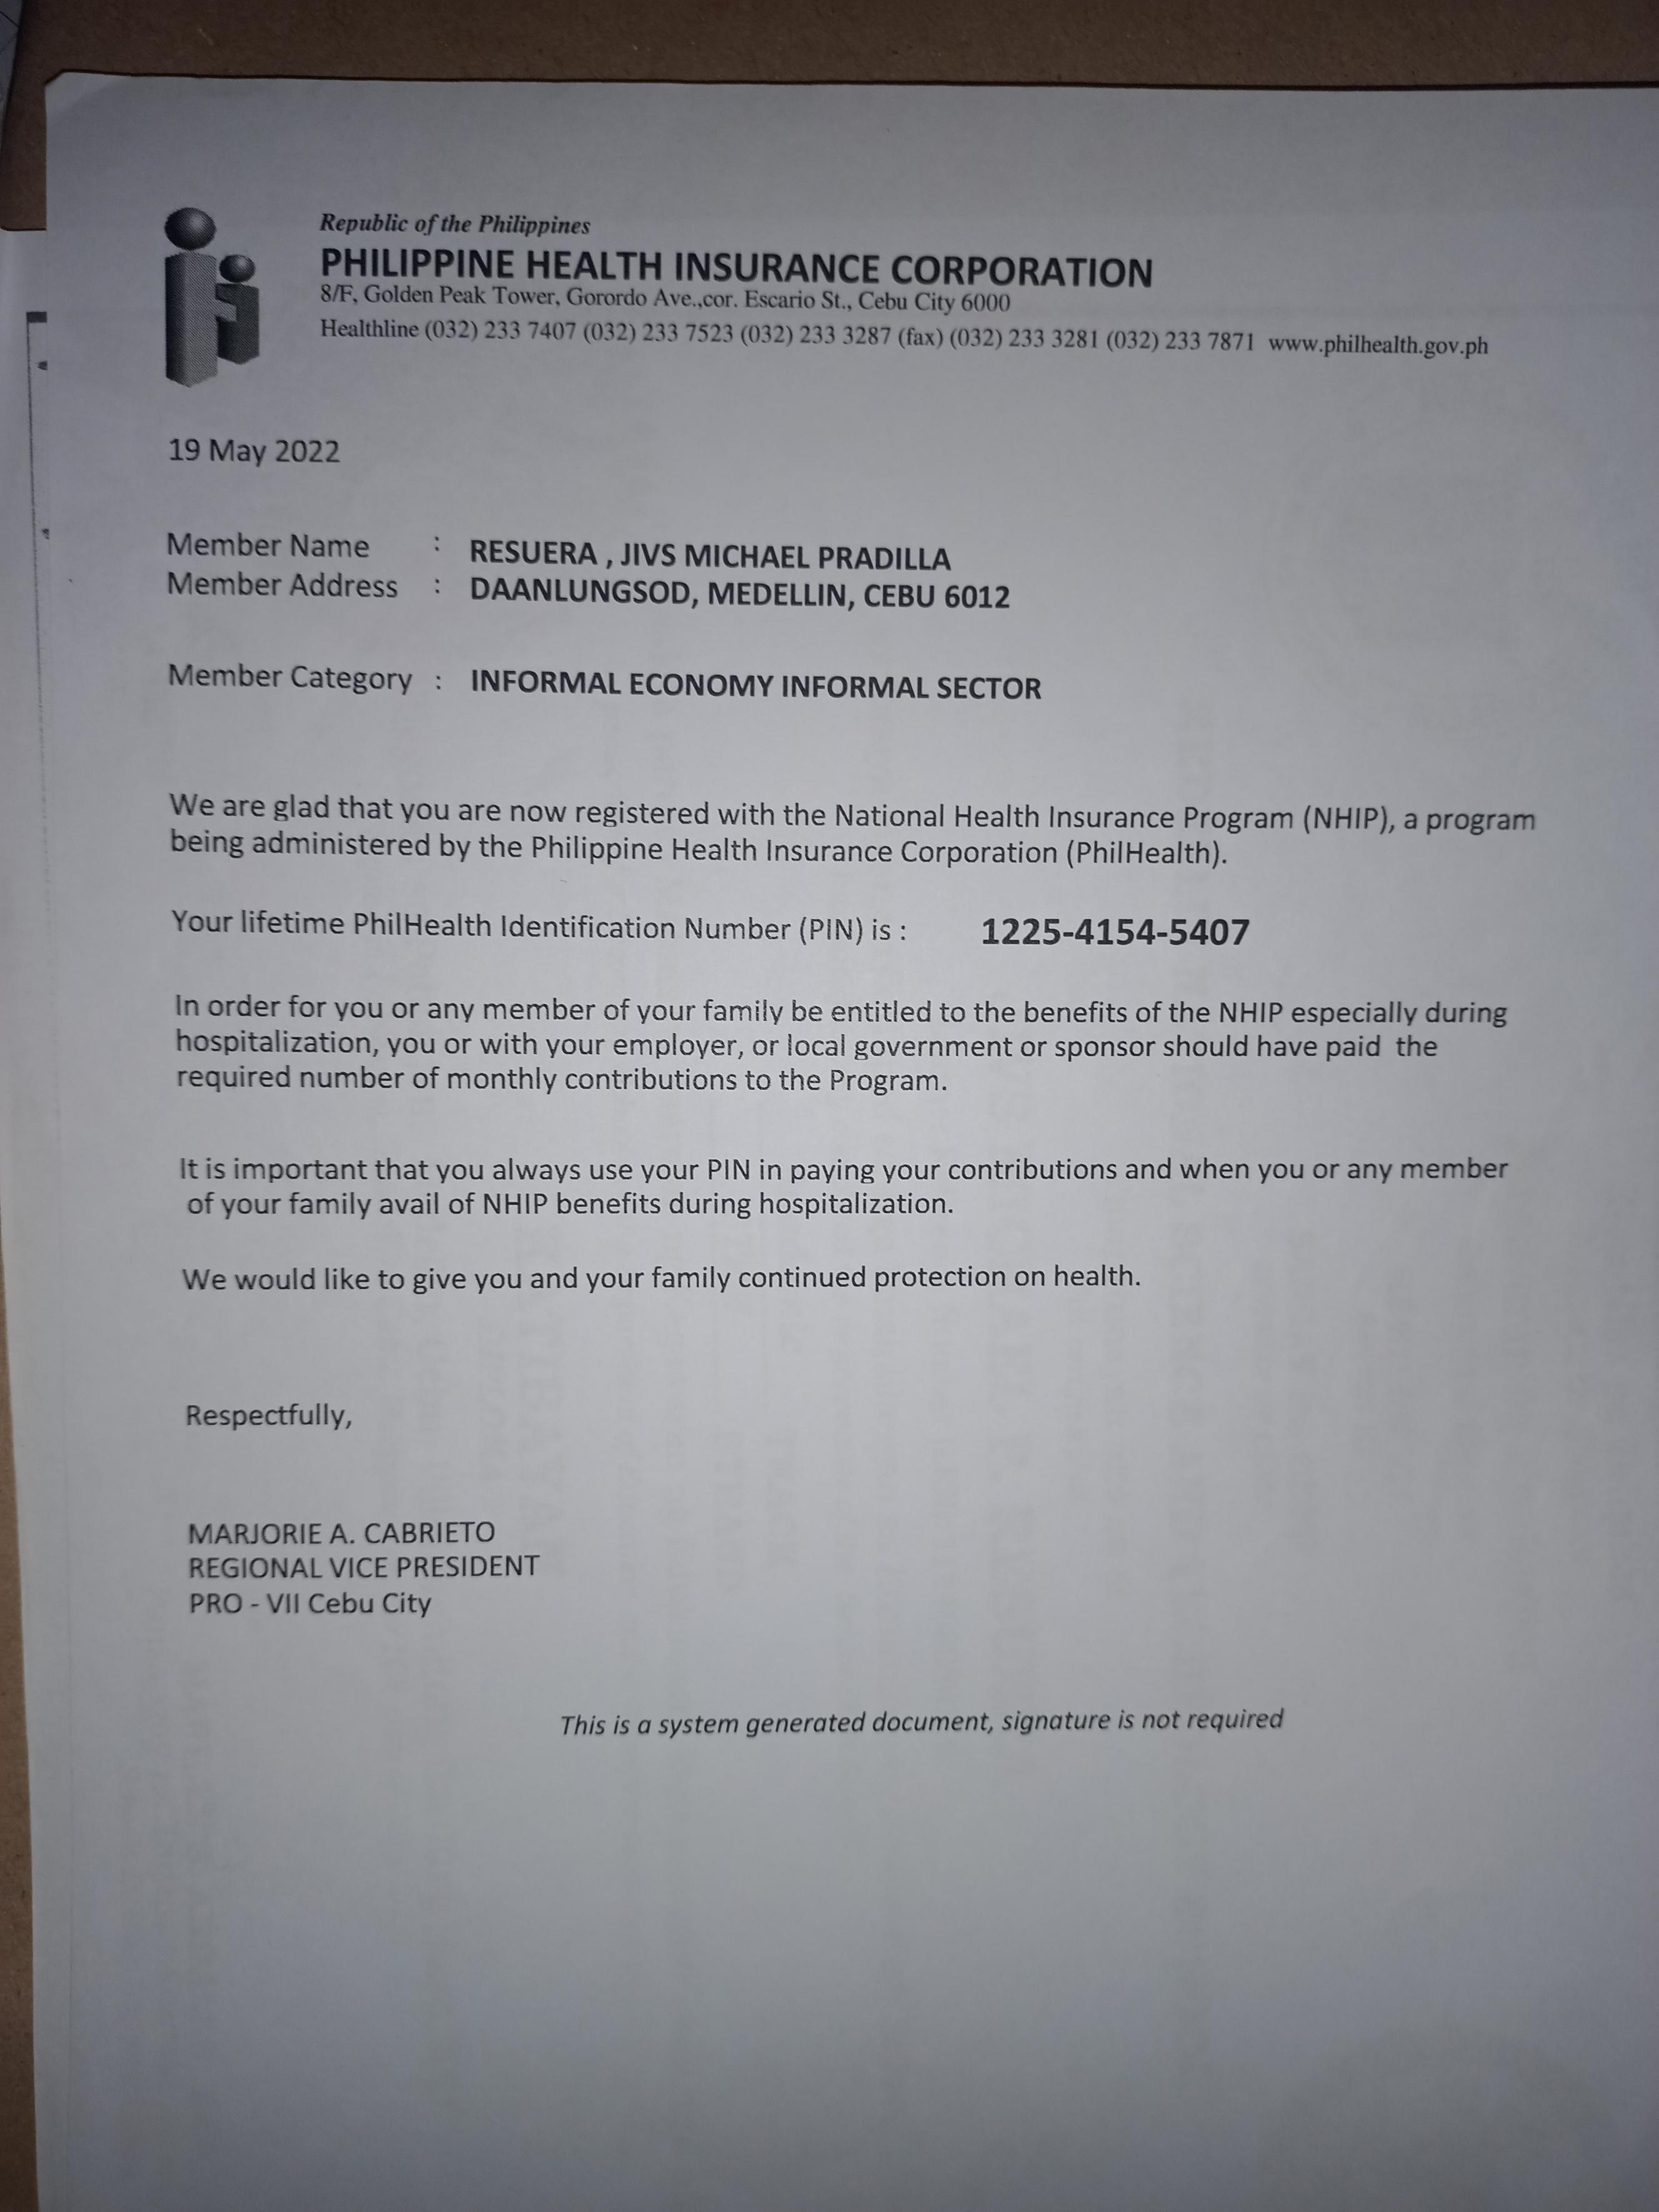 Republic of the Philippines
PHILIPPINE HEALTH INSURANCE CORPORATION
8/F, Golden Peak Tower, Gorordo Ave.,cor. Escario St., Cebu City 6000
Healthline (032) 233 7407 (032) 233 7523 (032) 233 3287 (fax) (032) 233 3281 (032) 233 7871 www.philhealth.gov.ph
19 May 2022
Member Name : RESUERA , JIVS MICHAEL PRADILLA
Member Address : DAANLUNGSOD, MEDELLIN, CEBU 6012
Member Category : INFORMAL ECONOMY INFORMAL SECTOR
We are glad that you are now registered with the National Health Insurance Program (NHIP), a program
being administered by the Philippine Health Insurance Corporation (PhilHealth).
Your lifetime PhilHealth Identification Number (PIN) is : 1225-4154-5407
In order for you or any member of your family be entitled to the benefits of the NHIP especially during
hospitalization, you or with your employer, or local government or sponsor should have paid the
required number of monthly contributions to the Program.
It is important that you always use your PIN in paying your contributions and when you or any member
of your family avail of NHIP benefits during hospitalization.
We would like to give you and your family continued protection on health.
Respectfully,
MARJORIE A. CABRIETO
REGIONAL VICE PRESIDENT
PRO - VII Cebu City
This is a system generated document, signature is not required